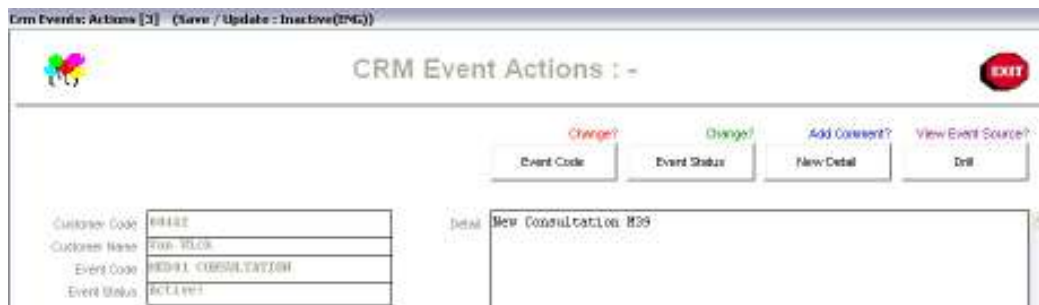 Crm Events: Actions [3] (Save / Update : Inactive(ENG))
CRM Event Actions : -
EXIT
Change? Change? Add Comment? View Event Source?
Event Code Event Status New Detail Drill
Customer Code
Detail New Consultation M39
Customer Name Van
Event Code CONSULTATION
Event Status Active!